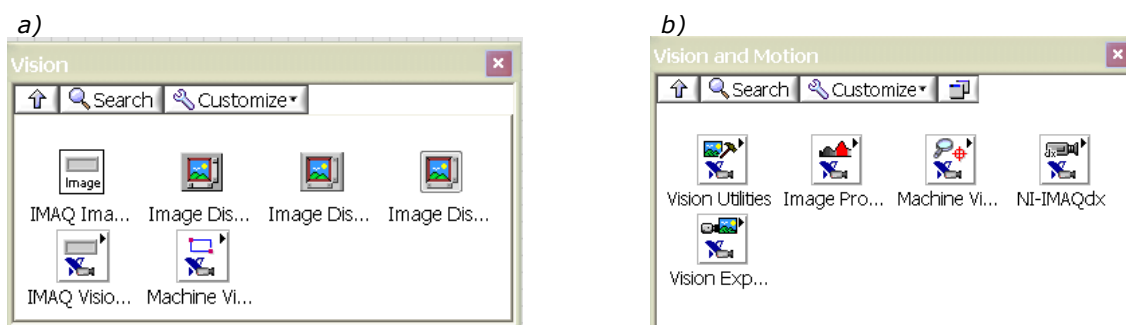 a)
Vision
Search Customize
Image
IMAQ Ima... Image Dis... Image Dis... Image Dis...
IMAQ Visio... Machine Vi...
b)
Vision and Motion
Search Customize
dx
Vision Utilities Image Pro... Machine Vi... NI-IMAQdx
Vision Exp...